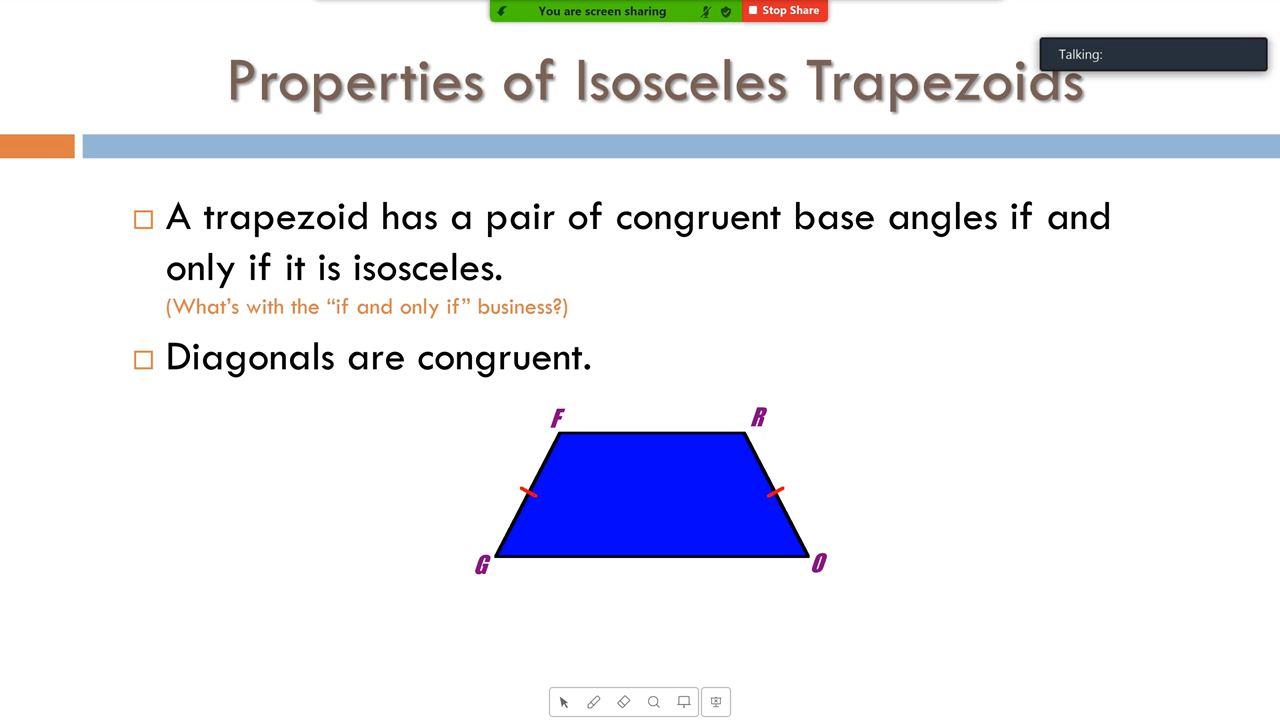 You are screen sharing
Stop Share
Talking:
Properties of Isosceles Trapezoids
A trapezoid has a pair of congruent base angles if and
only if it is isosceles.
(What’s with the “if and only if” business?)
Diagonals are congruent.
F
R
G
O